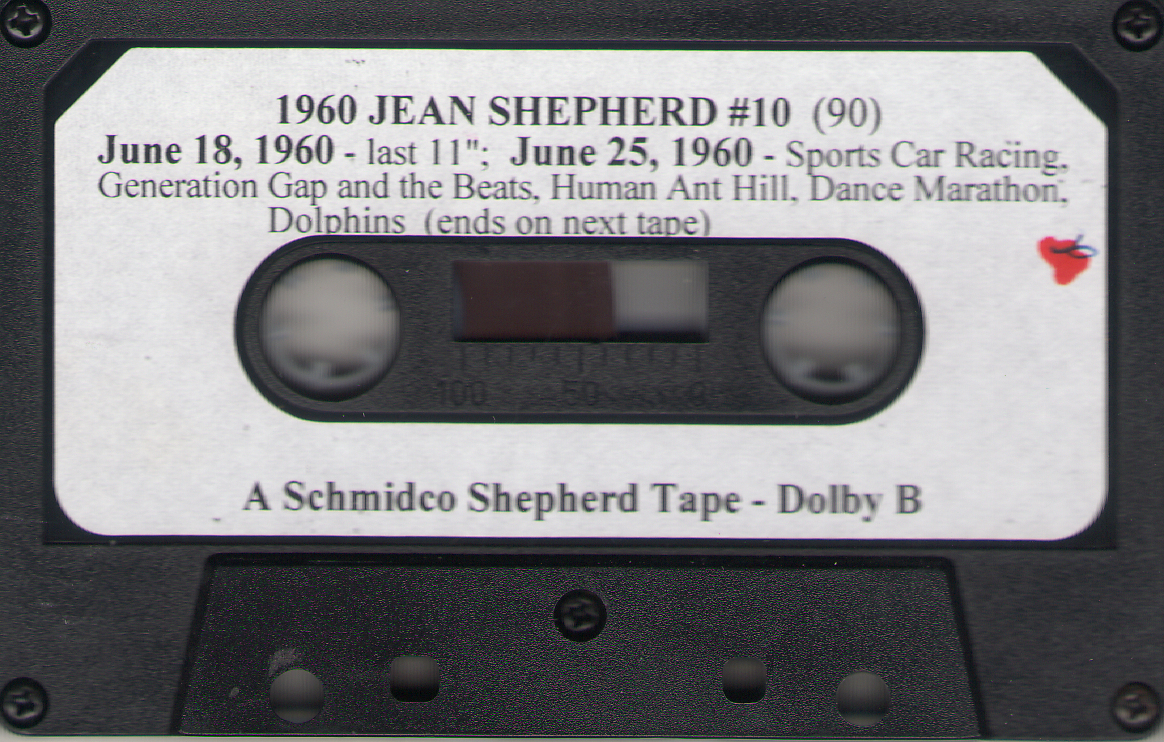 1960 JEAN SHEPHERD #10 (90)
June 18, 1960 - last 11"; June 25, 1960 - Sports Car Racing,
Generation Gap and the Beats, Human Ant Hill, Dance Marathon,
Dolphins (ends on next tape)
100 50 0
A Schmidco Shepherd Tape - Dolby B